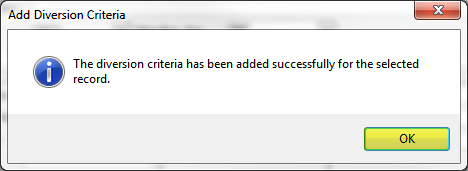 Add Diversion Criteria
The diversion criteria has been added successfully for the selected
record.
OK